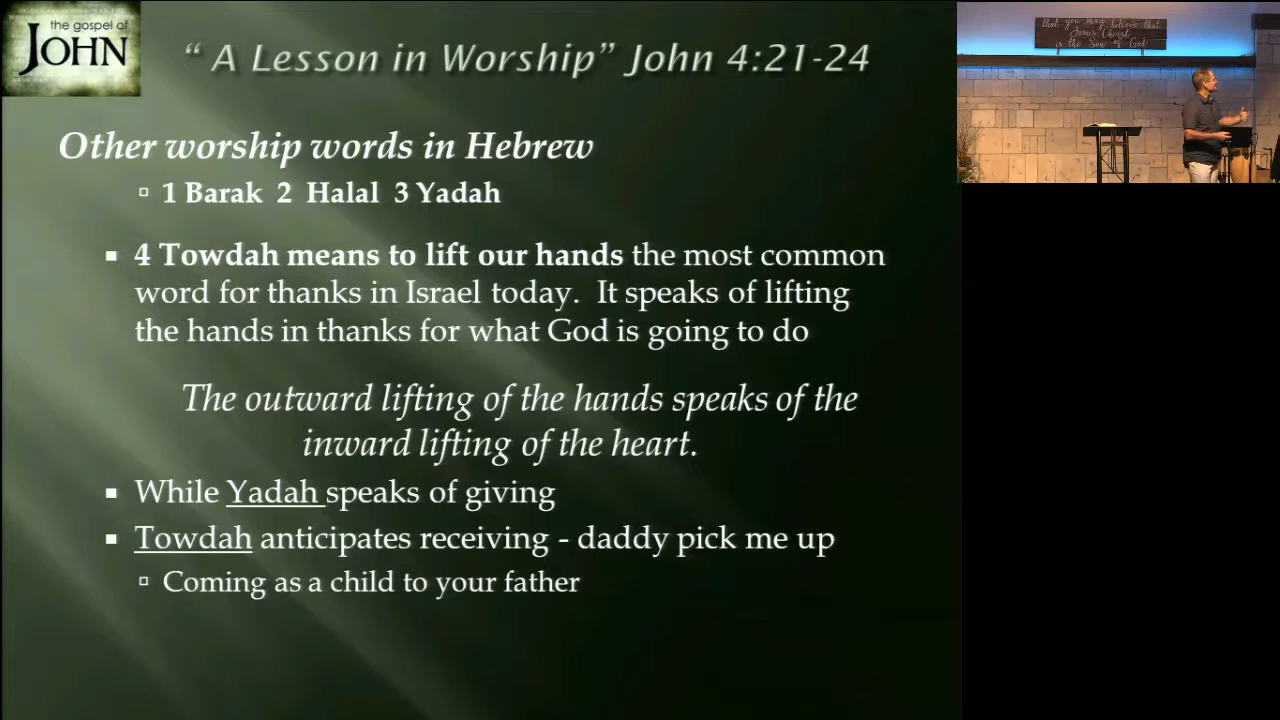 the gospel of
JOHN
“ A Lesson in Worship” John 4:21-24
that you may believe that
Jesus Christ
is the Son of God
Other worship words in Hebrew
1 Barak 2 Halal 3 Yadah
4 Towdah means to lift our hands the most common
word for thanks in Israel today. It speaks of lifting
the hands in thanks for what God is going to do
The outward lifting of the hands speaks of the
inward lifting of the heart.
While Yadah speaks of giving
Towdah anticipates receiving - daddy pick me up
Coming as a child to your father